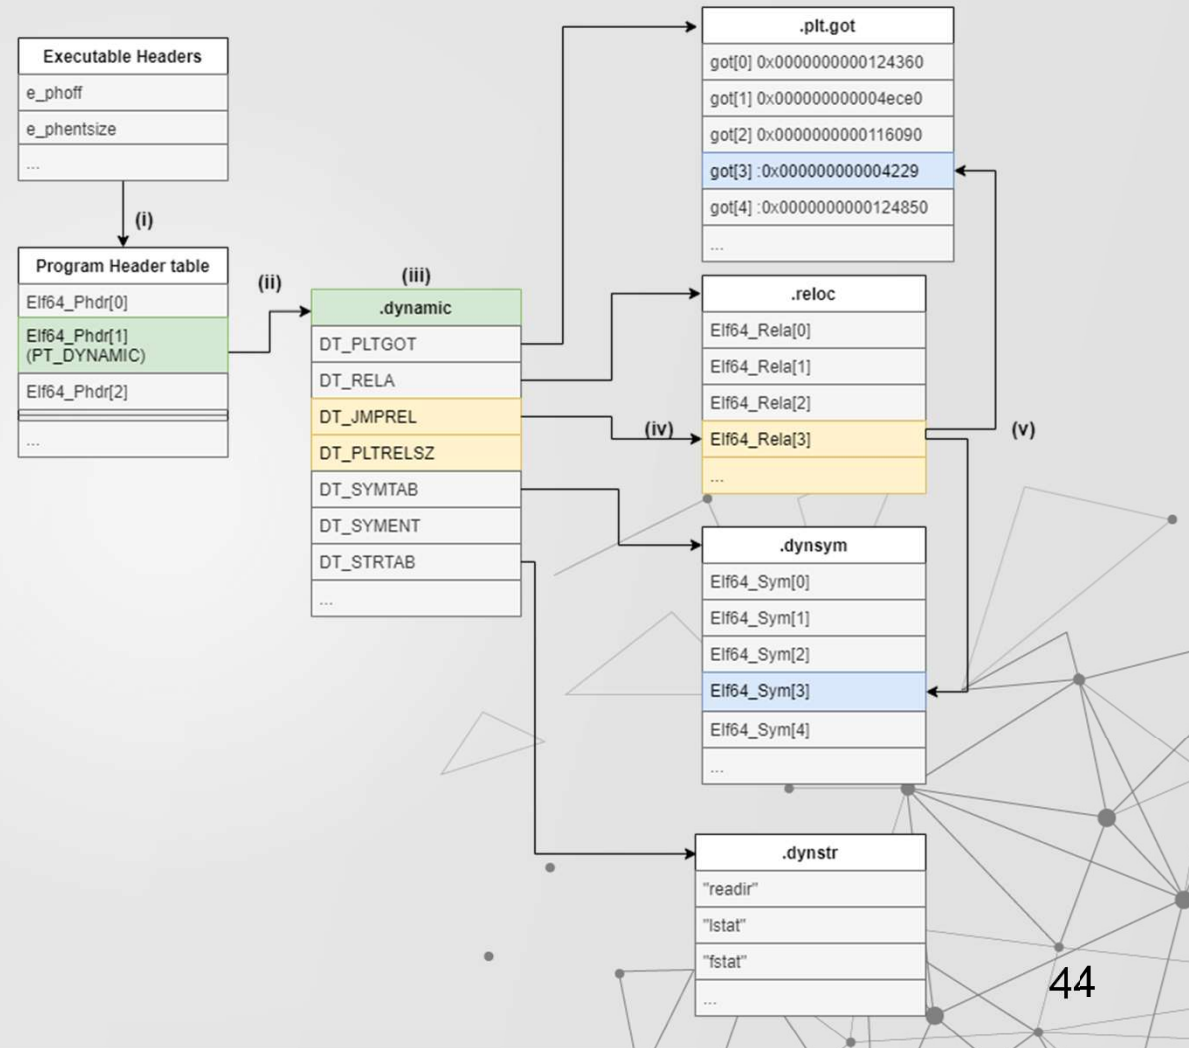 Executable Headers
e_phoff
e_phentsize
...
(i)
Program Header table
Elf64_Phdr[0]
Elf64_Phdr[1]
(PT_DYNAMIC)
Elf64_Phdr[2]
...
(ii)
(iii)
.dynamic
DT_PLTGOT
DT_RELA
DT_JMPREL
DT_PLTRELSZ
DT_SYMTAB
DT_SYMENT
DT_STRTAB
...
.plt.got
got[0] 0x0000000000124360
got[1] 0x000000000004ece0
got[2] 0x0000000000116090
got[3] :0x000000000004229
got[4] :0x0000000000124850
...
.reloc
Elf64_Rela[0]
Elf64_Rela[1]
Elf64_Rela[2]
(iv)
Elf64_Rela[3]
(v)
...
.dynsym
Elf64_Sym[0]
Elf64_Sym[1]
Elf64_Sym[2]
Elf64_Sym[3]
Elf64_Sym[4]
...
.dynstr
"readir"
"lstat"
"fstat"
...
44